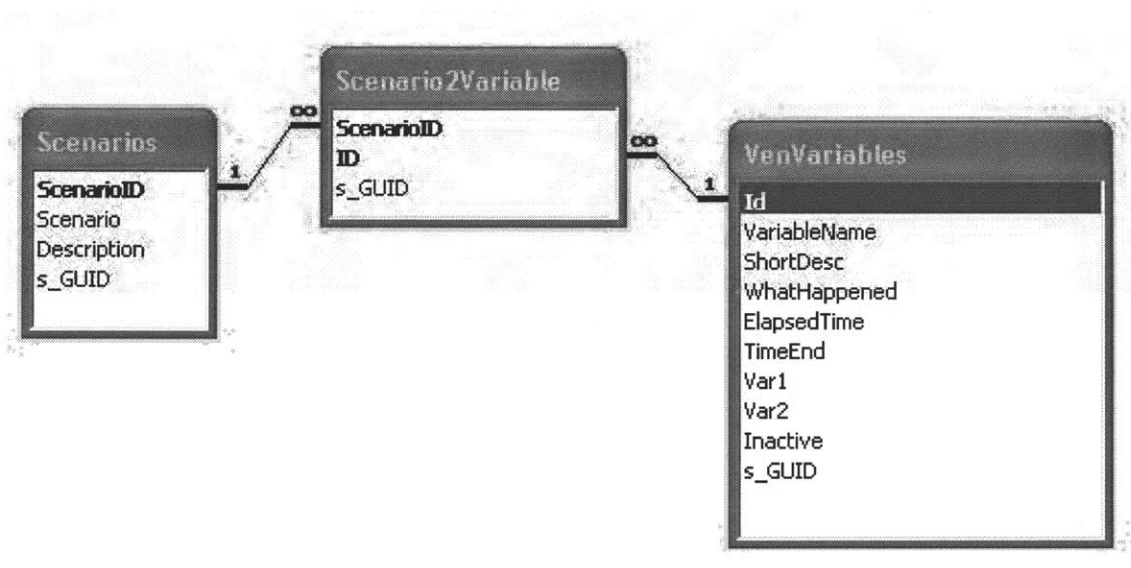 Scenarios
1
ScenarioID
Scenario
Description
s_GUID
Scenario2Variable
∞
ScenarioID
ID
s_GUID
∞
1
VenVariables
Id
VariableName
ShortDesc
WhatHappened
ElapsedTime
TimeEnd
Var1
Var2
Inactive
s_GUID